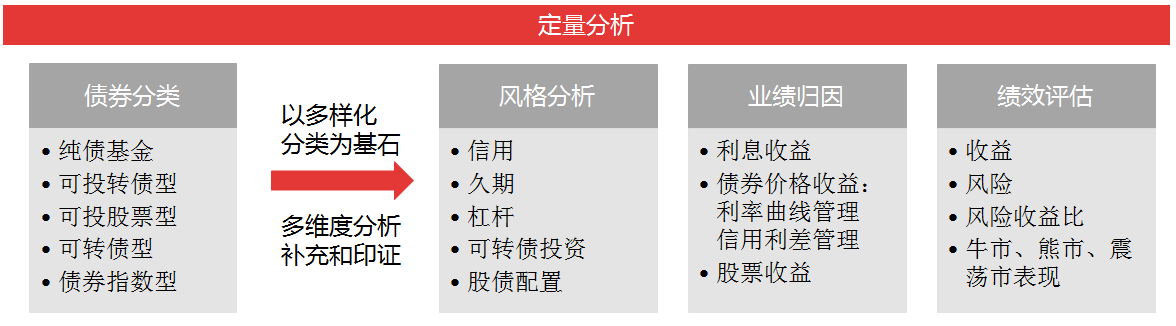 定量分析
债券分类
• 纯债基金
• 可投转债型
• 可投股票型
• 可转债型
• 债券指数型
以多样化
分类为基石
多维度分析
补充和印证
风格分析
• 信用
• 久期
• 杠杆
• 可转债投资
• 股债配置
业绩归因
• 利息收益
• 债券价格收益：
利率曲线管理
信用利差管理
• 股票收益
绩效评估
• 收益
• 风险
• 风险收益比
• 牛市、熊市、震
荡市表现